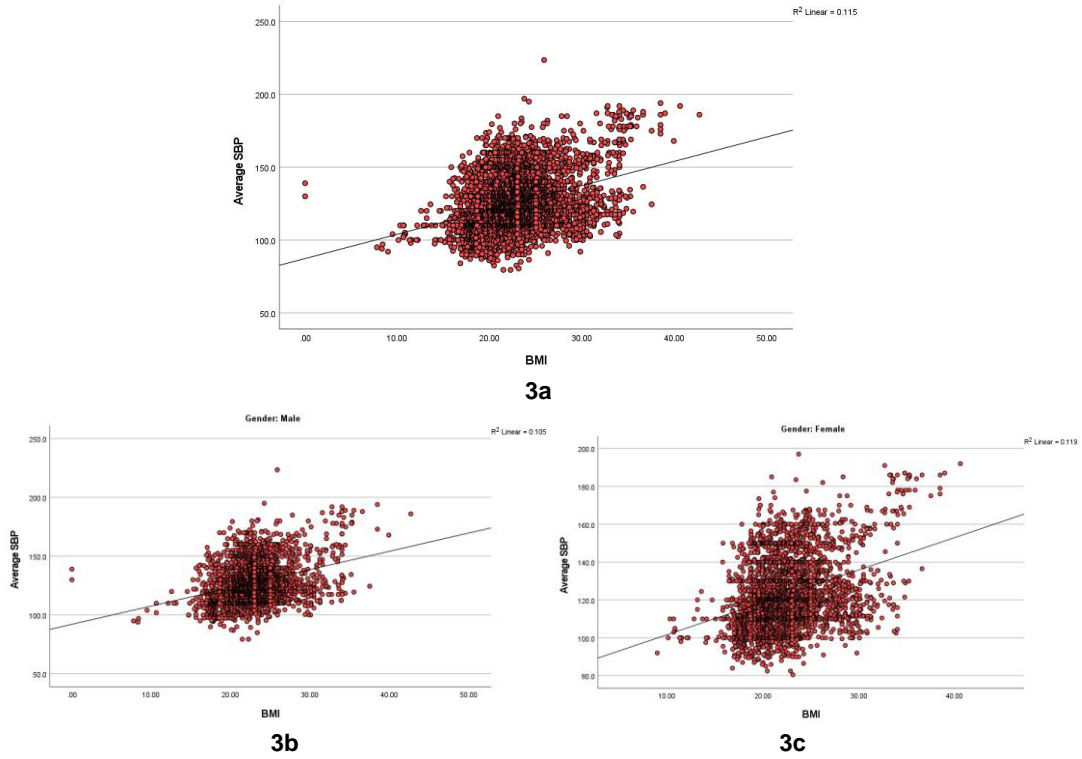 R2 Linear = 0.115
250.0
200.0
150.0
100.0
50.0
Average SBP
.00 10.00 20.00 30.00 40.00 50.00
BMI
3a
Gender: Male
R2 Linear = 0.105
250.0
200.0
150.0
100.0
50.0
Average SBP
.00 10.00 20.00 30.00 40.00 50.00
BMI
3b
Gender: Female
R2 Linear = 0.119
200.0
180.0
160.0
140.0
120.0
100.0
80.0
Average SBP
10.00 20.00 30.00 40.00
BMI
3c